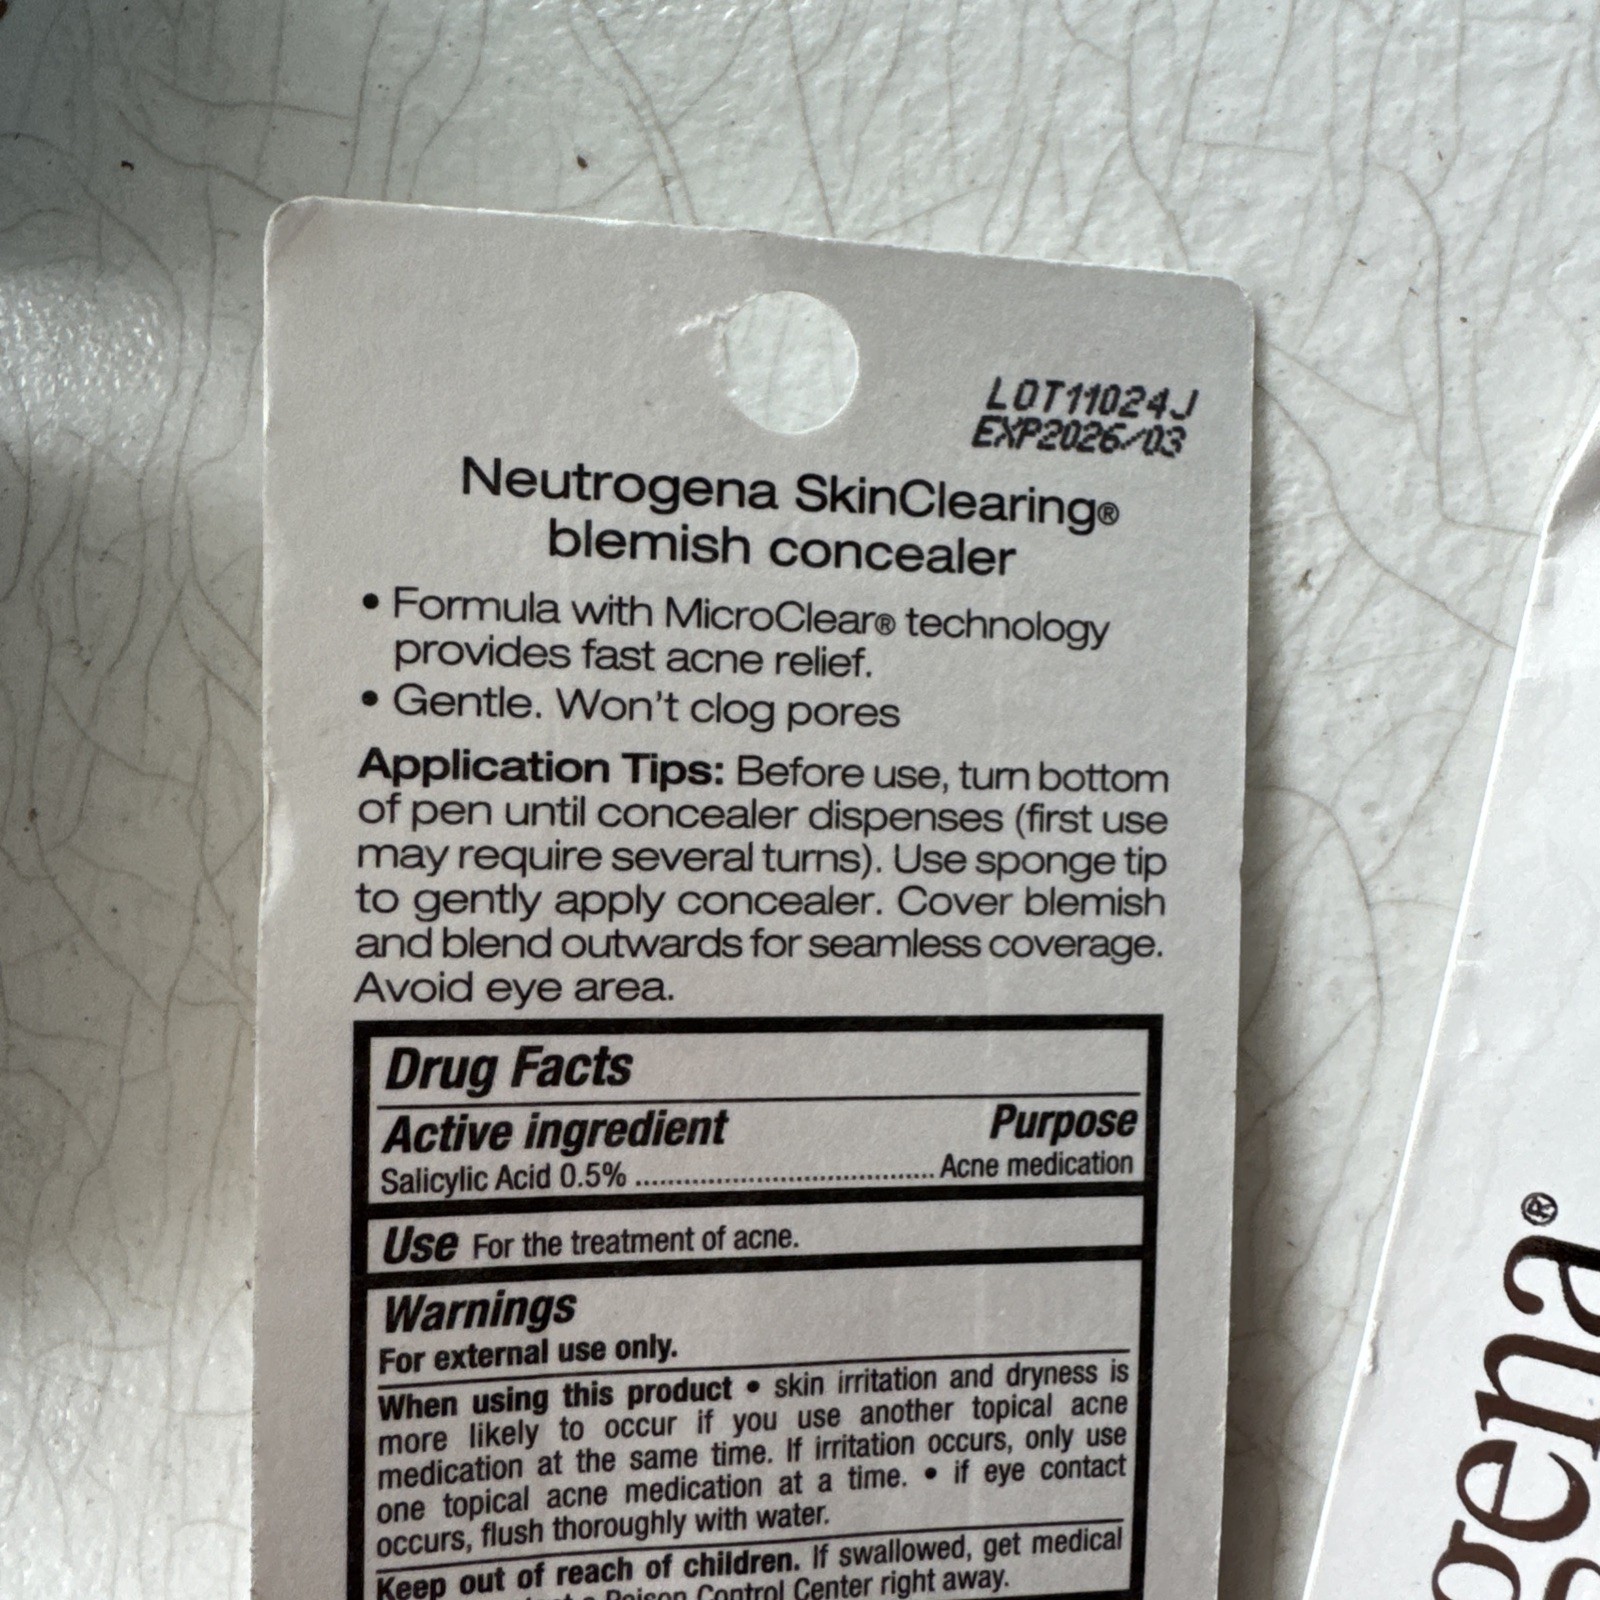 LOT11024J
EXP2026/03
Neutrogena SkinClearing®
blemish concealer
• Formula with MicroClear® technology
provides fast acne relief.
• Gentle. Won't clog pores
Application Tips: Before use, turn bottom
of pen until concealer dispenses (first use
may require several turns). Use sponge tip
to gently apply concealer. Cover blemish
and blend outwards for seamless coverage.
Avoid eye area.
Drug Facts
Active ingredient Purpose
Salicylic Acid 0.5% ..................................... Acne medication
Use For the treatment of acne.
Warnings
For external use only.
When using this product • skin irritation and dryness is
more likely to occur if you use another topical acne
medication at the same time. If irritation occurs, only use
one topical acne medication at a time. • if eye contact
occurs, flush thoroughly with water.
Keep out of reach of children. If swallowed, get medical
Poison Control Center right away.
gena®